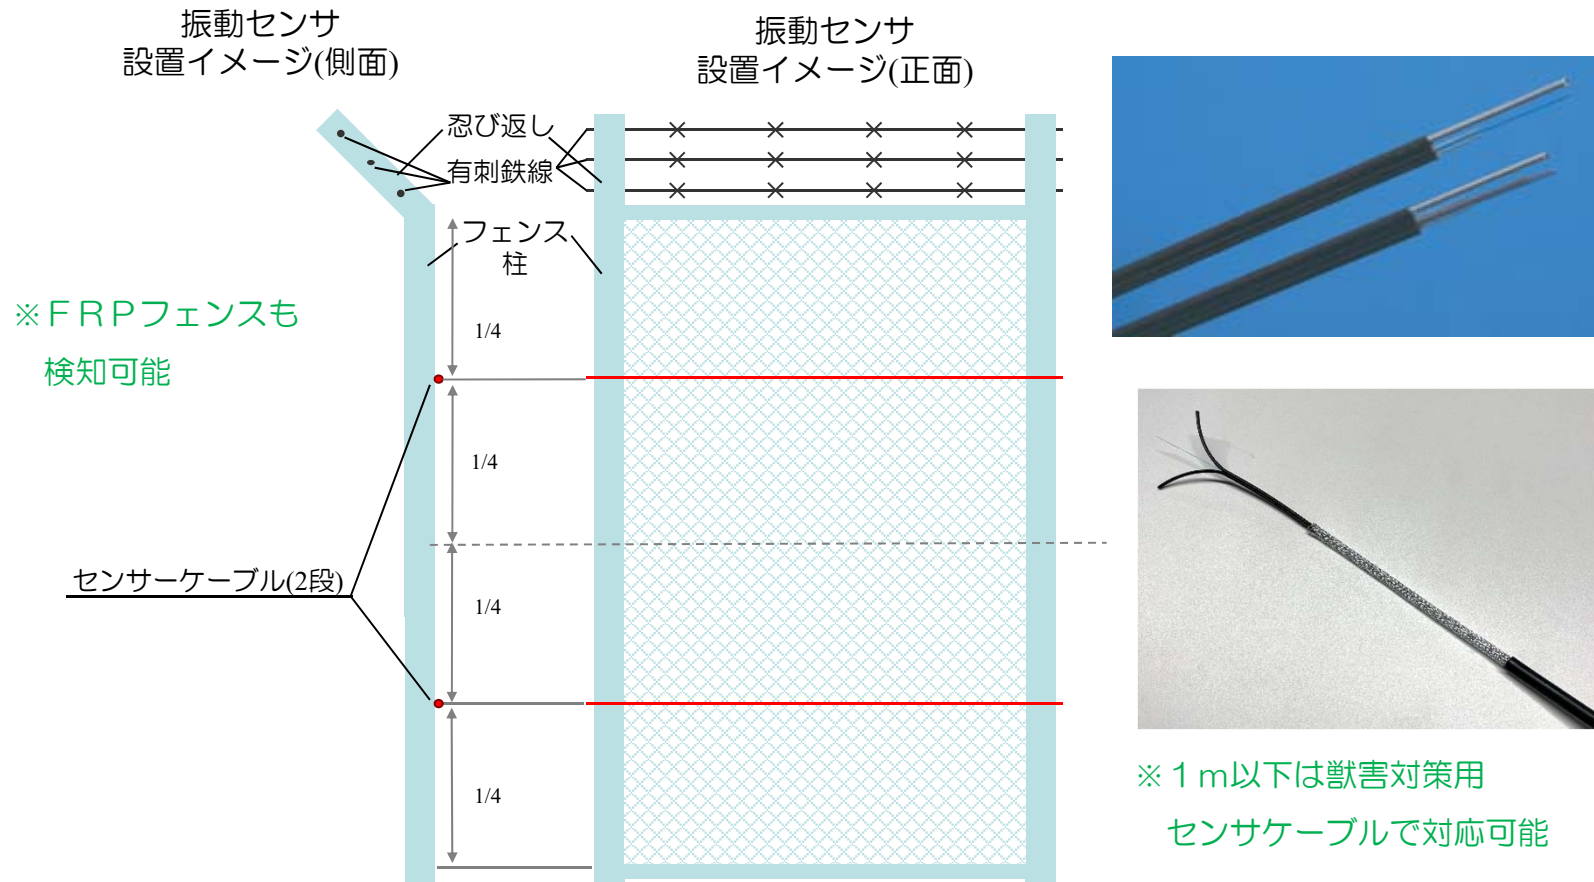 振動センサ
設置イメージ(側面)
振動センサ
設置イメージ(正面)
忍び返し
有刺鉄線
フェンス
柱
※ＦＲＰフェンスも
検知可能
1/4
1/4
センサーケーブル(2段)
1/4
1/4
※１ｍ以下は獣害対策用
センサケーブルで対応可能